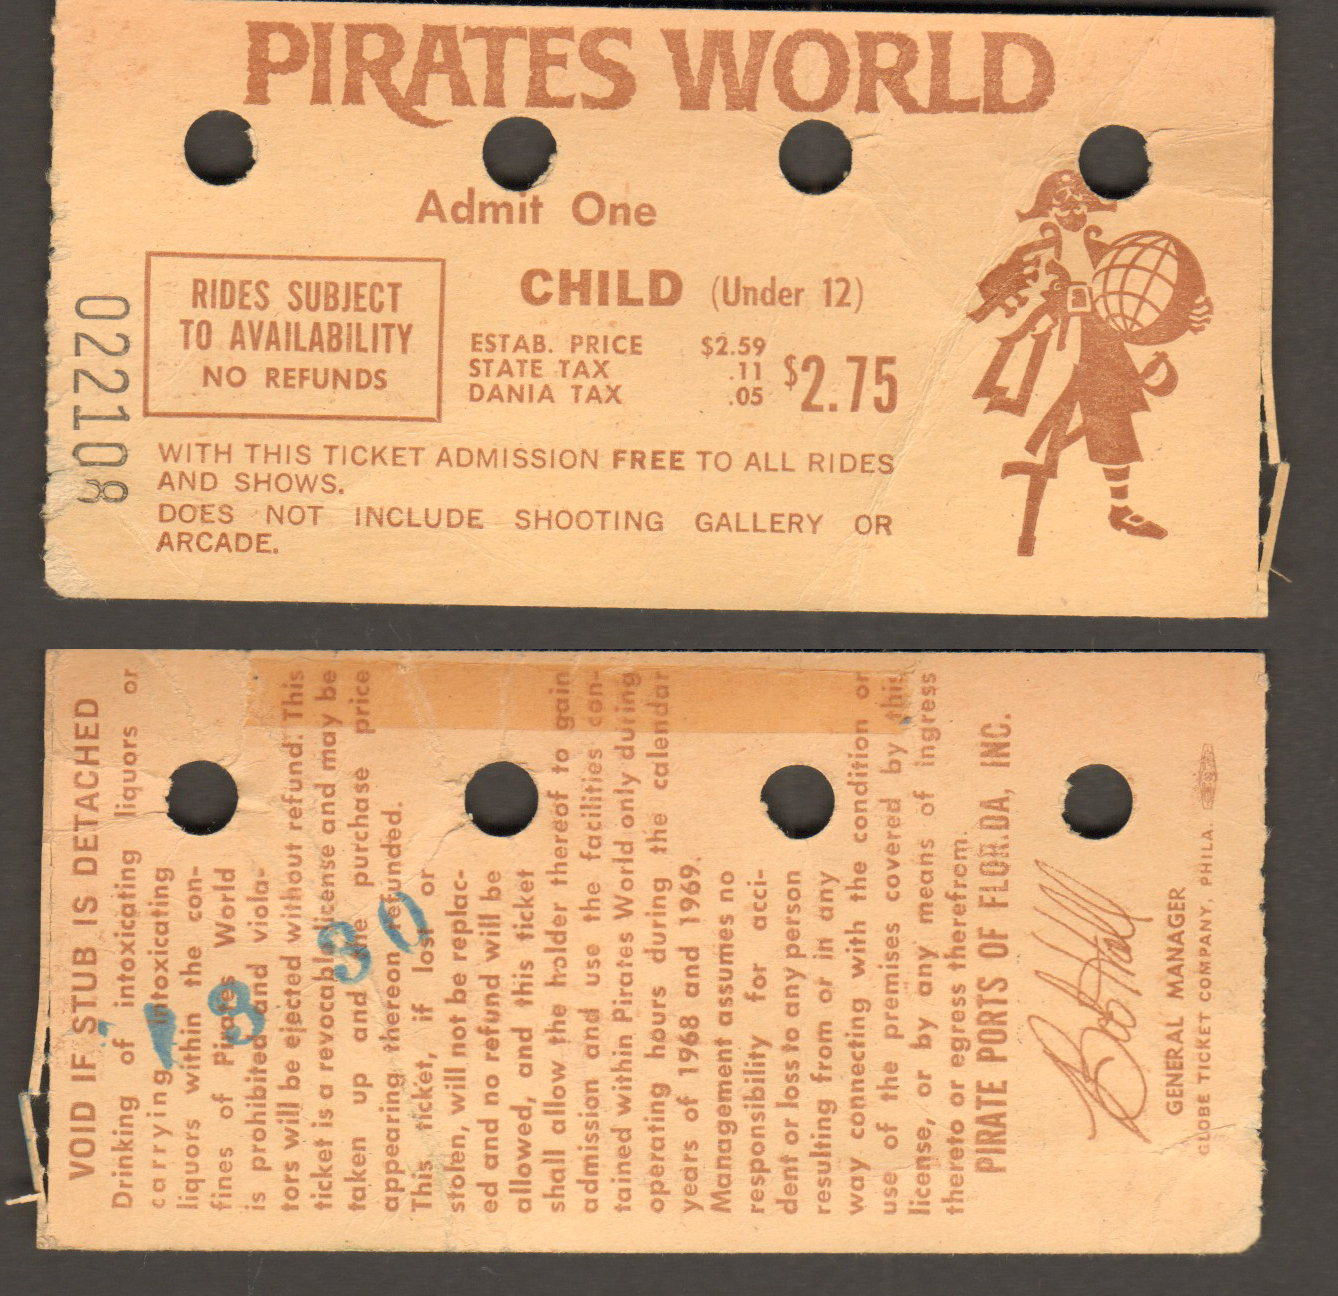 PIRATES WORLD
Admit One
CHILD (Under 12)
RIDES SUBJECT
TO AVAILABILITY
NO REFUNDS
ESTAB. PRICE $2.59
STATE TAX .11
DANIA TAX .05
$2.75
WITH THIS TICKET ADMISSION FREE TO ALL RIDES
AND SHOWS.
DOES NOT INCLUDE SHOOTING GALLERY OR
ARCADE.
022108
VOID IF STUB IS DETACHED
Drinking of intoxicating liquors or
carrying intoxicating
liquors within the con-
fines of Pirates World
is prohibited and viola-
tors will be ejected without refund. This
ticket is a revocable license and may be
taken up and the purchase price
appearing thereon refunded.
This ticket, if lost or
stolen, will not be replac-
ed and no refund will be
allowed, and this ticket
shall allow the holder thereof to gain
admission and use the facilities con-
tained within Pirates World only during
operating hours during the calendar
years of 1968 and 1969.
Management assumes no
responsibility for acci-
dent or loss to any person
resulting from or in any
way connecting with the condition or
use of the premises covered by this
license, or by any means of ingress
thereto or egress therefrom.
PIRATE PORTS OF FLORIDA, INC.
Bob Hall
GENERAL MANAGER
GLOBE TICKET COMPANY, PHILA.